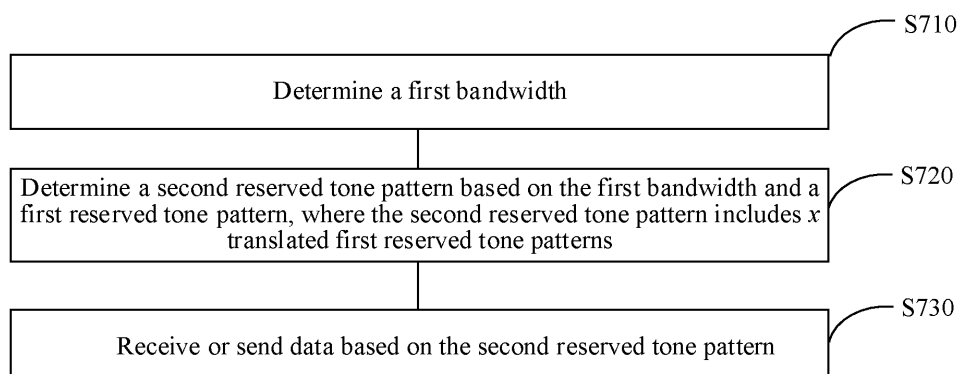 S710
Determine a first bandwidth
S720
Determine a second reserved tone pattern based on the first bandwidth and a
first reserved tone pattern, where the second reserved tone pattern includes x
translated first reserved tone patterns
S730
Receive or send data based on the second reserved tone pattern